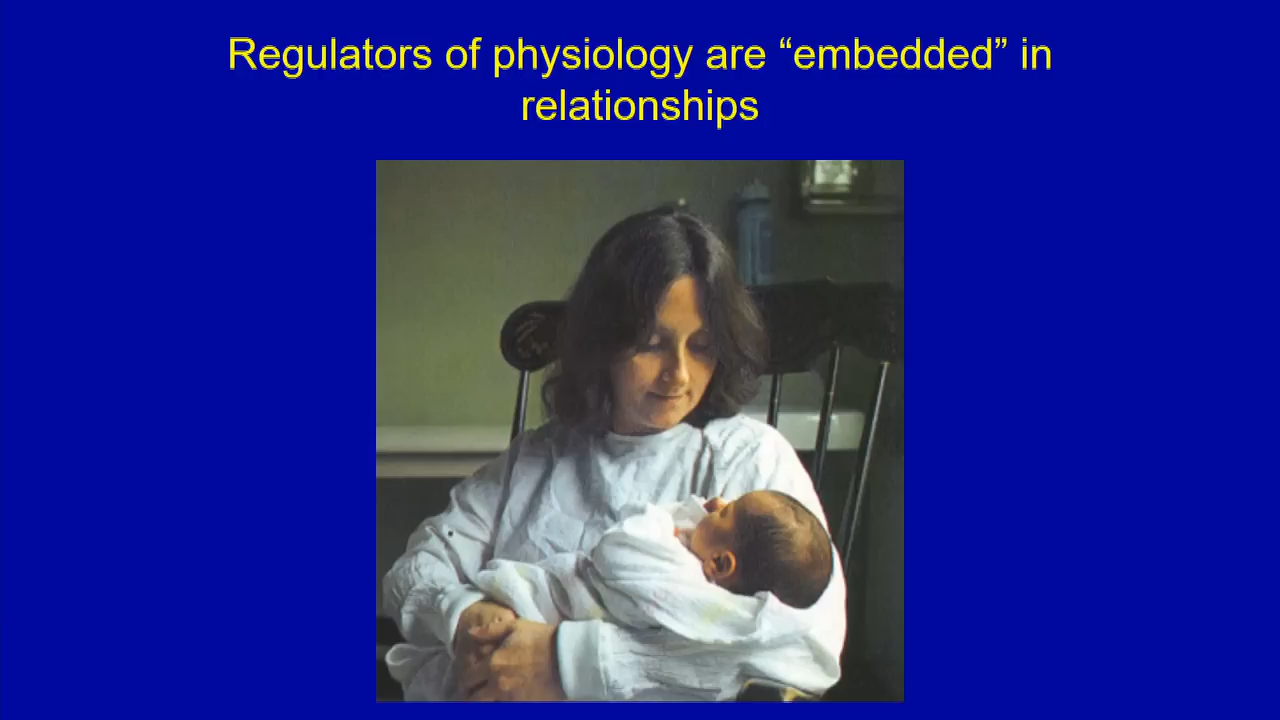 Regulators of physiology are “embedded” in
relationships